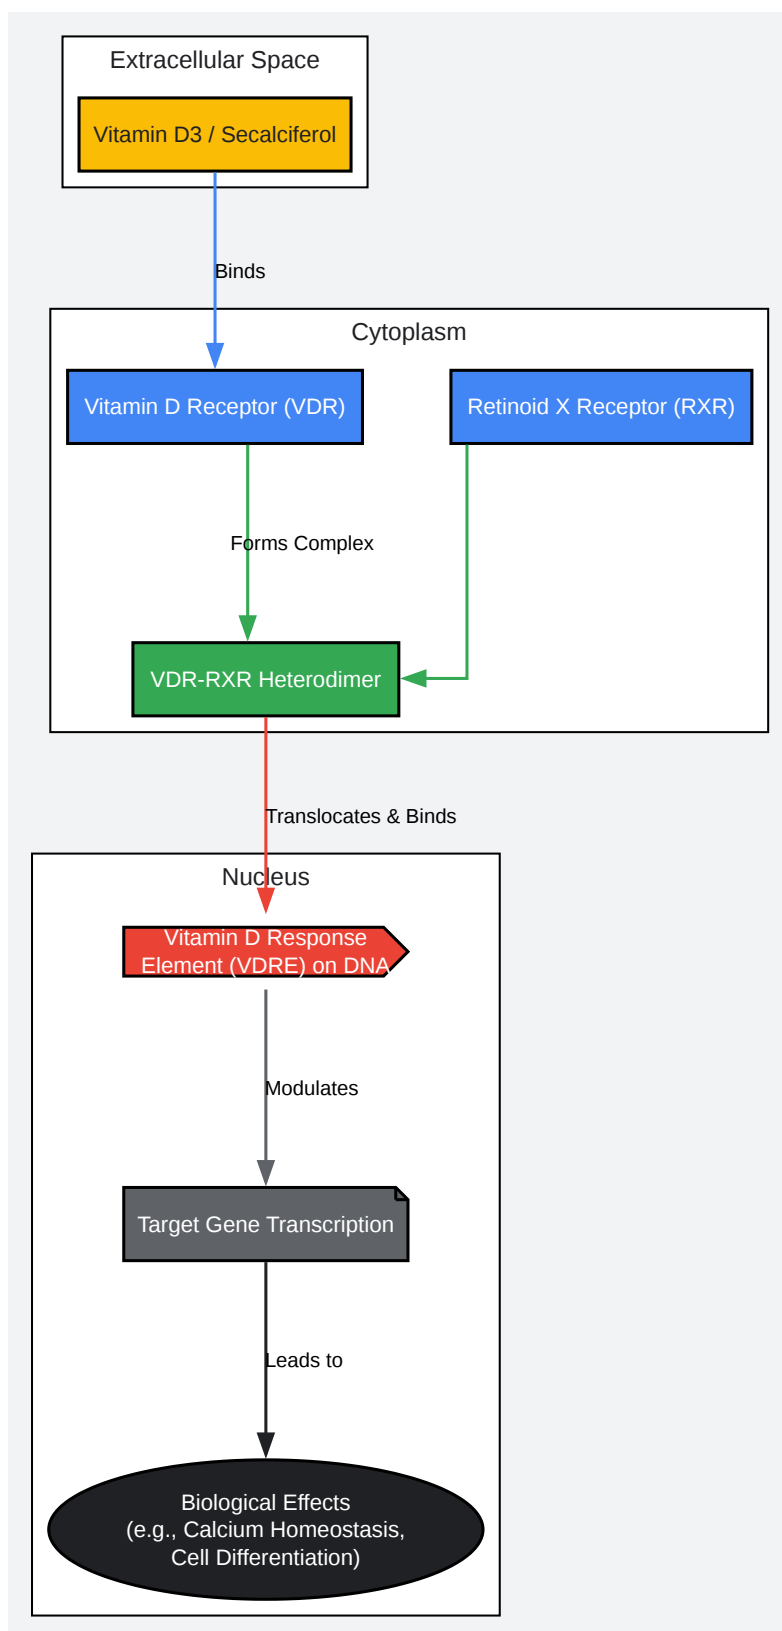 Extracellular Space
Vitamin D3 / Secalciferol
Binds
Cytoplasm
Vitamin D Receptor (VDR)
Retinoid X Receptor (RXR)
Forms Complex
VDR-RXR Heterodimer
Translocates & Binds
Nucleus
Vitamin D Response
Element (VDRE) on DNA
Modulates
Target Gene Transcription
Leads to
Biological Effects
(e.g., Calcium Homeostasis,
Cell Differentiation)